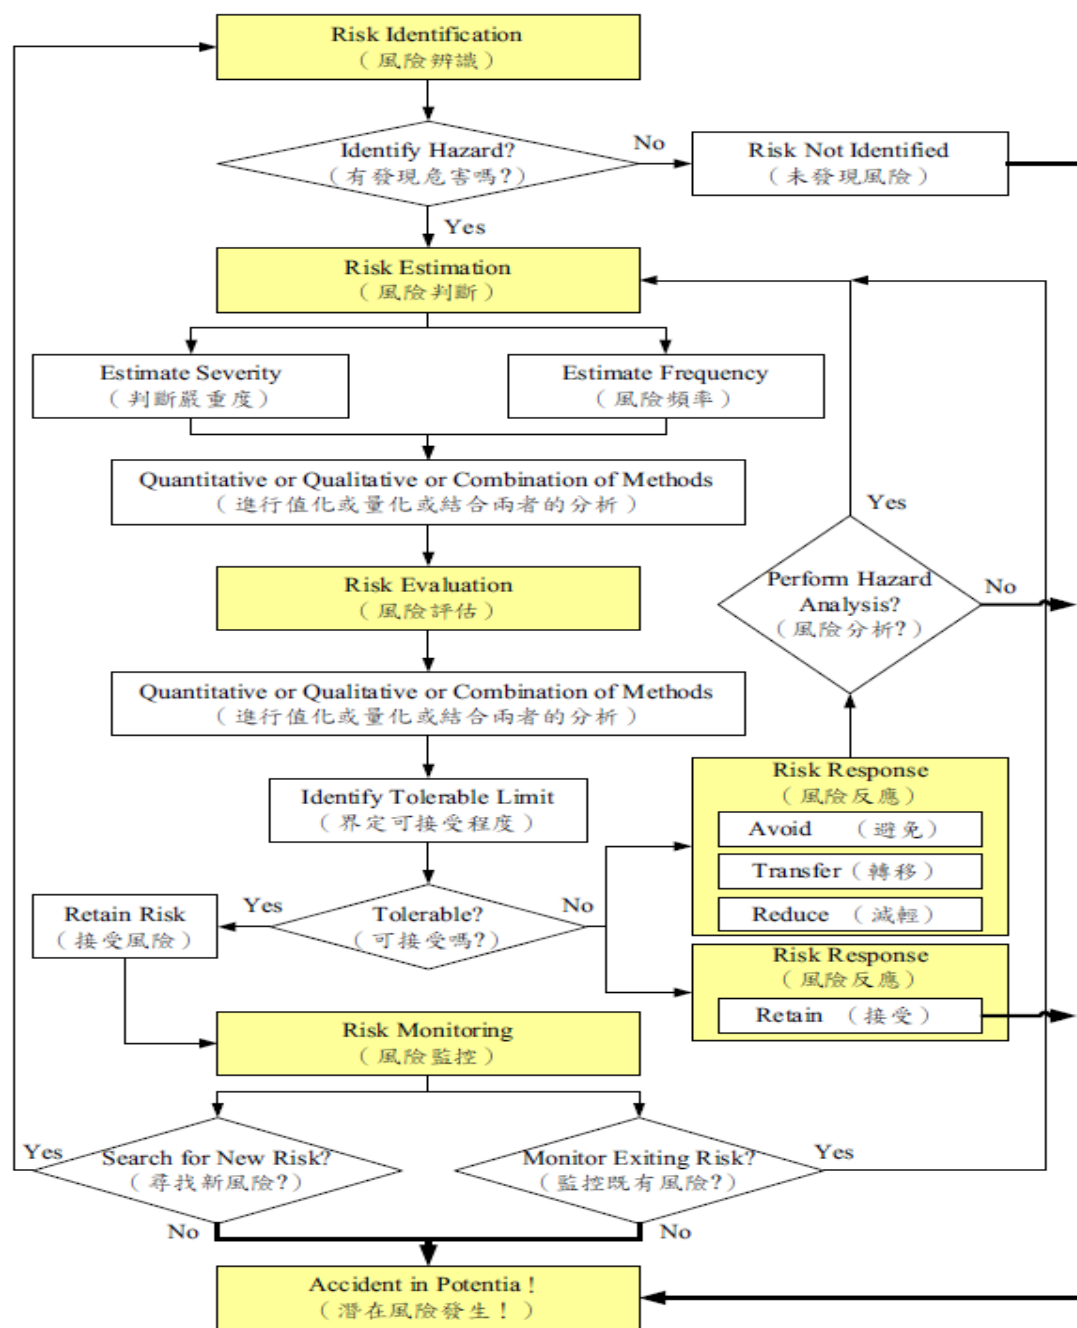 Risk Identification
（風險辨識）
Identify Hazard?
（有發現危害嗎?）
No
Risk Not Identified
（未發現風險）
Yes
Risk Estimation
（風險判斷）
Estimate Severity
（判斷嚴重度）
Estimate Frequency
（風險頻率）
Quantitative or Qualitative or Combination of Methods
（進行值化或量化或結合兩者的分析）
Yes
Risk Evaluation
（風險評估）
Perform Hazard
Analysis?
（風險分析?）
No
Quantitative or Qualitative or Combination of Methods
（進行值化或量化或結合兩者的分析）
Identify Tolerable Limit
（界定可接受程度）
Risk Response
（風險反應）
Avoid （避免）
Transfer（轉移）
Reduce （減輕）
Retain Risk
（接受風險）
Yes
Tolerable?
（可接受嗎?）
No
Risk Response
（風險反應）
Retain （接受）
Risk Monitoring
（風險監控）
Yes
Search for New Risk?
（尋找新風險?）
Monitor Exiting Risk?
（監控既有風險?）
Yes
No
No
Accident in Potentia！
（潛在風險發生！）